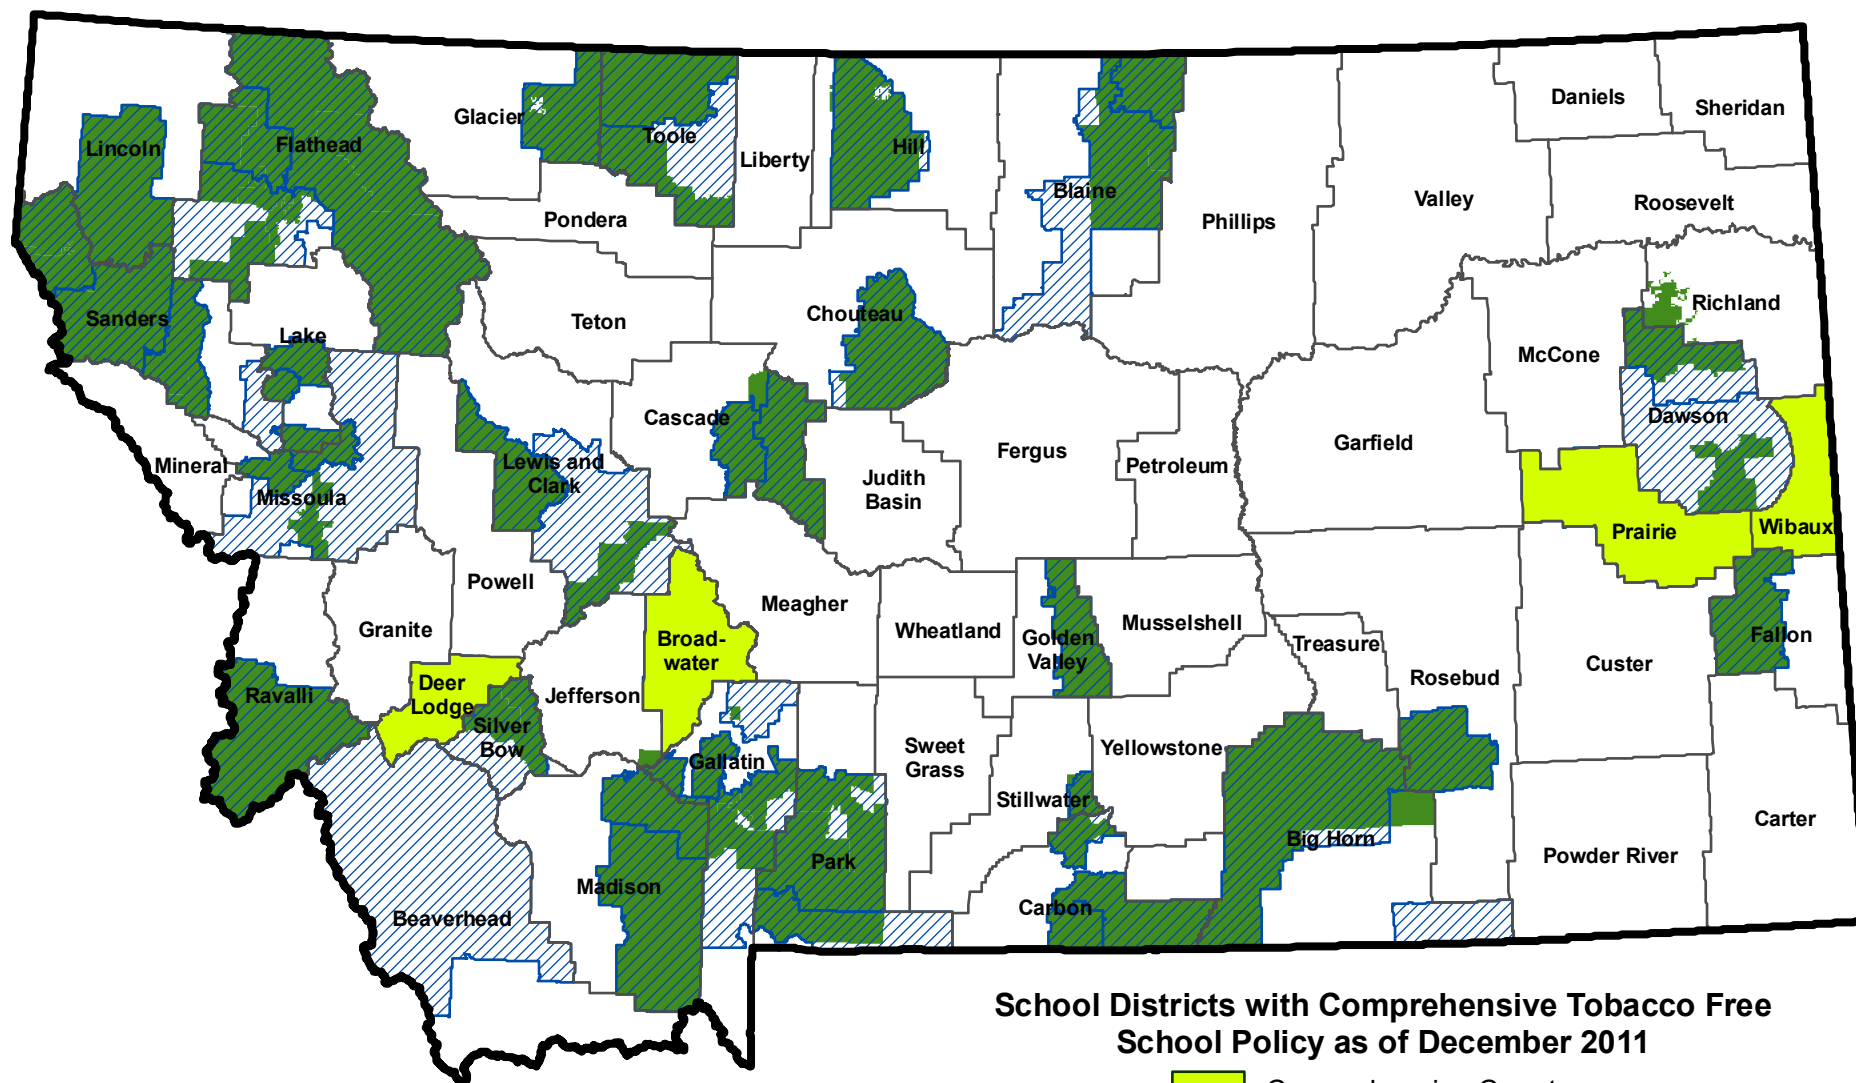 Daniels
Sheridan
Glacier
Lincoln
Flathead
Toole
Hill
Liberty
Blaine
Valley
Roosevelt
Pondera
Phillips
Richland
Sanders
Chouteau
Teton
Lake
McCone
Cascade
Dawson
Garfield
Fergus
Mineral
Lewis and
Clark
Petroleum
Judith
Basin
Missoula
Prairie
Wibaux
Powell
Meagher
Granite
Broad-
water
Wheatland
Golden
Valley
Musselshell
Treasure
Fallon
Custer
Rosebud
Ravalli
Deer
Lodge
Jefferson
Silver
Bow
Gallatin
Sweet
Grass
Yellowstone
Stillwater
Carter
Big Horn
Powder River
Park
Madison
Carbon
Beaverhead
School Districts with Comprehensive Tobacco Free
School Policy as of December 2011